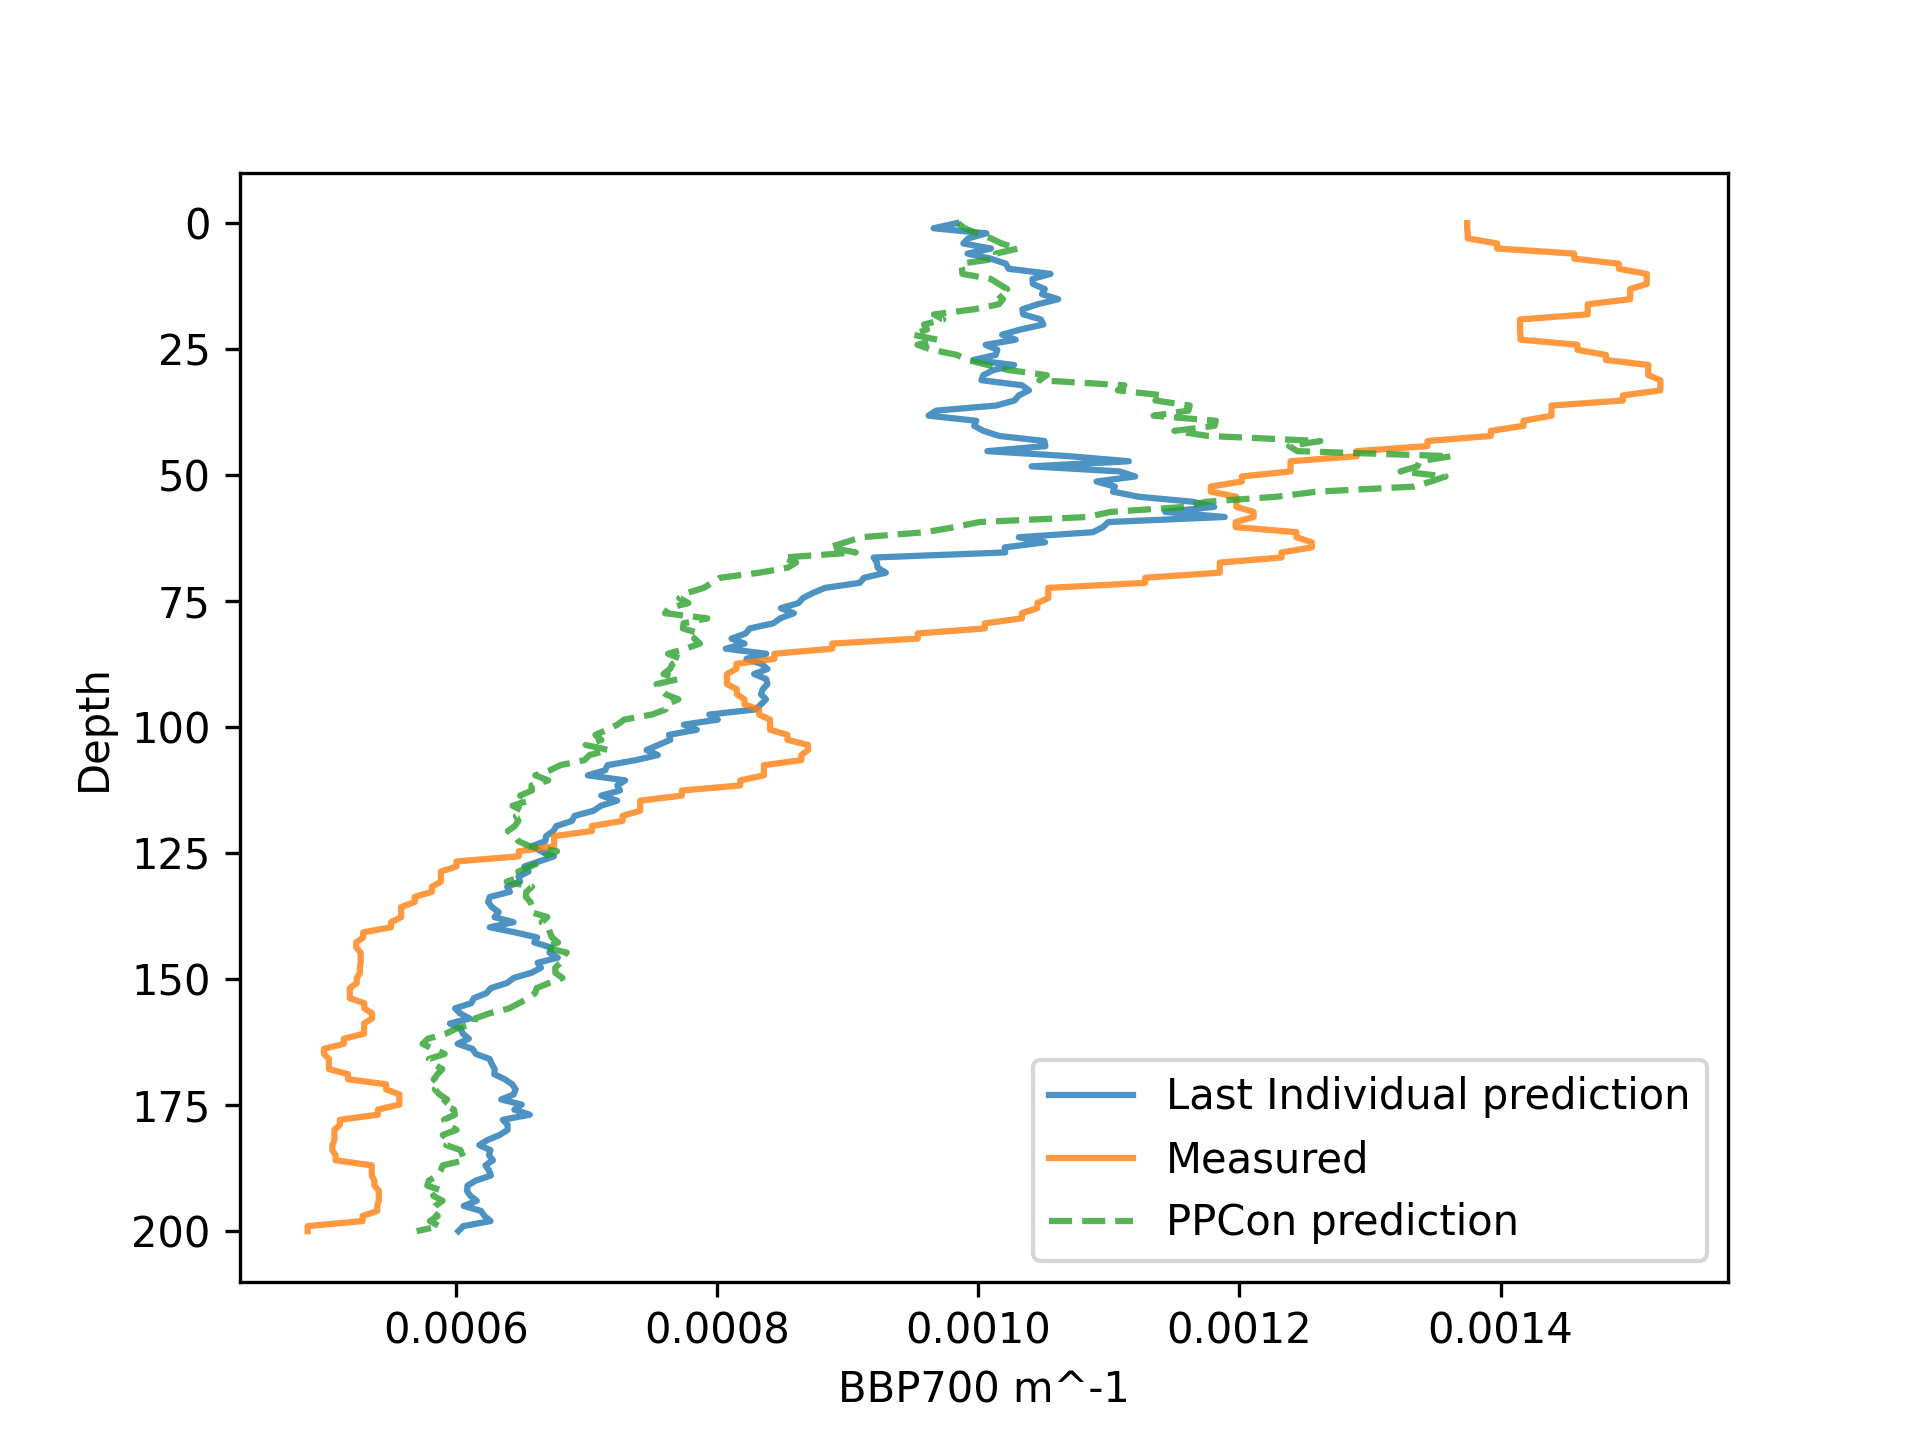 0
25
50
75
100
125
150
175
200
Depth
0.0006 0.0008 0.0010 0.0012 0.0014
BBP700 m^-1
Last Individual prediction
Measured
PPCon prediction